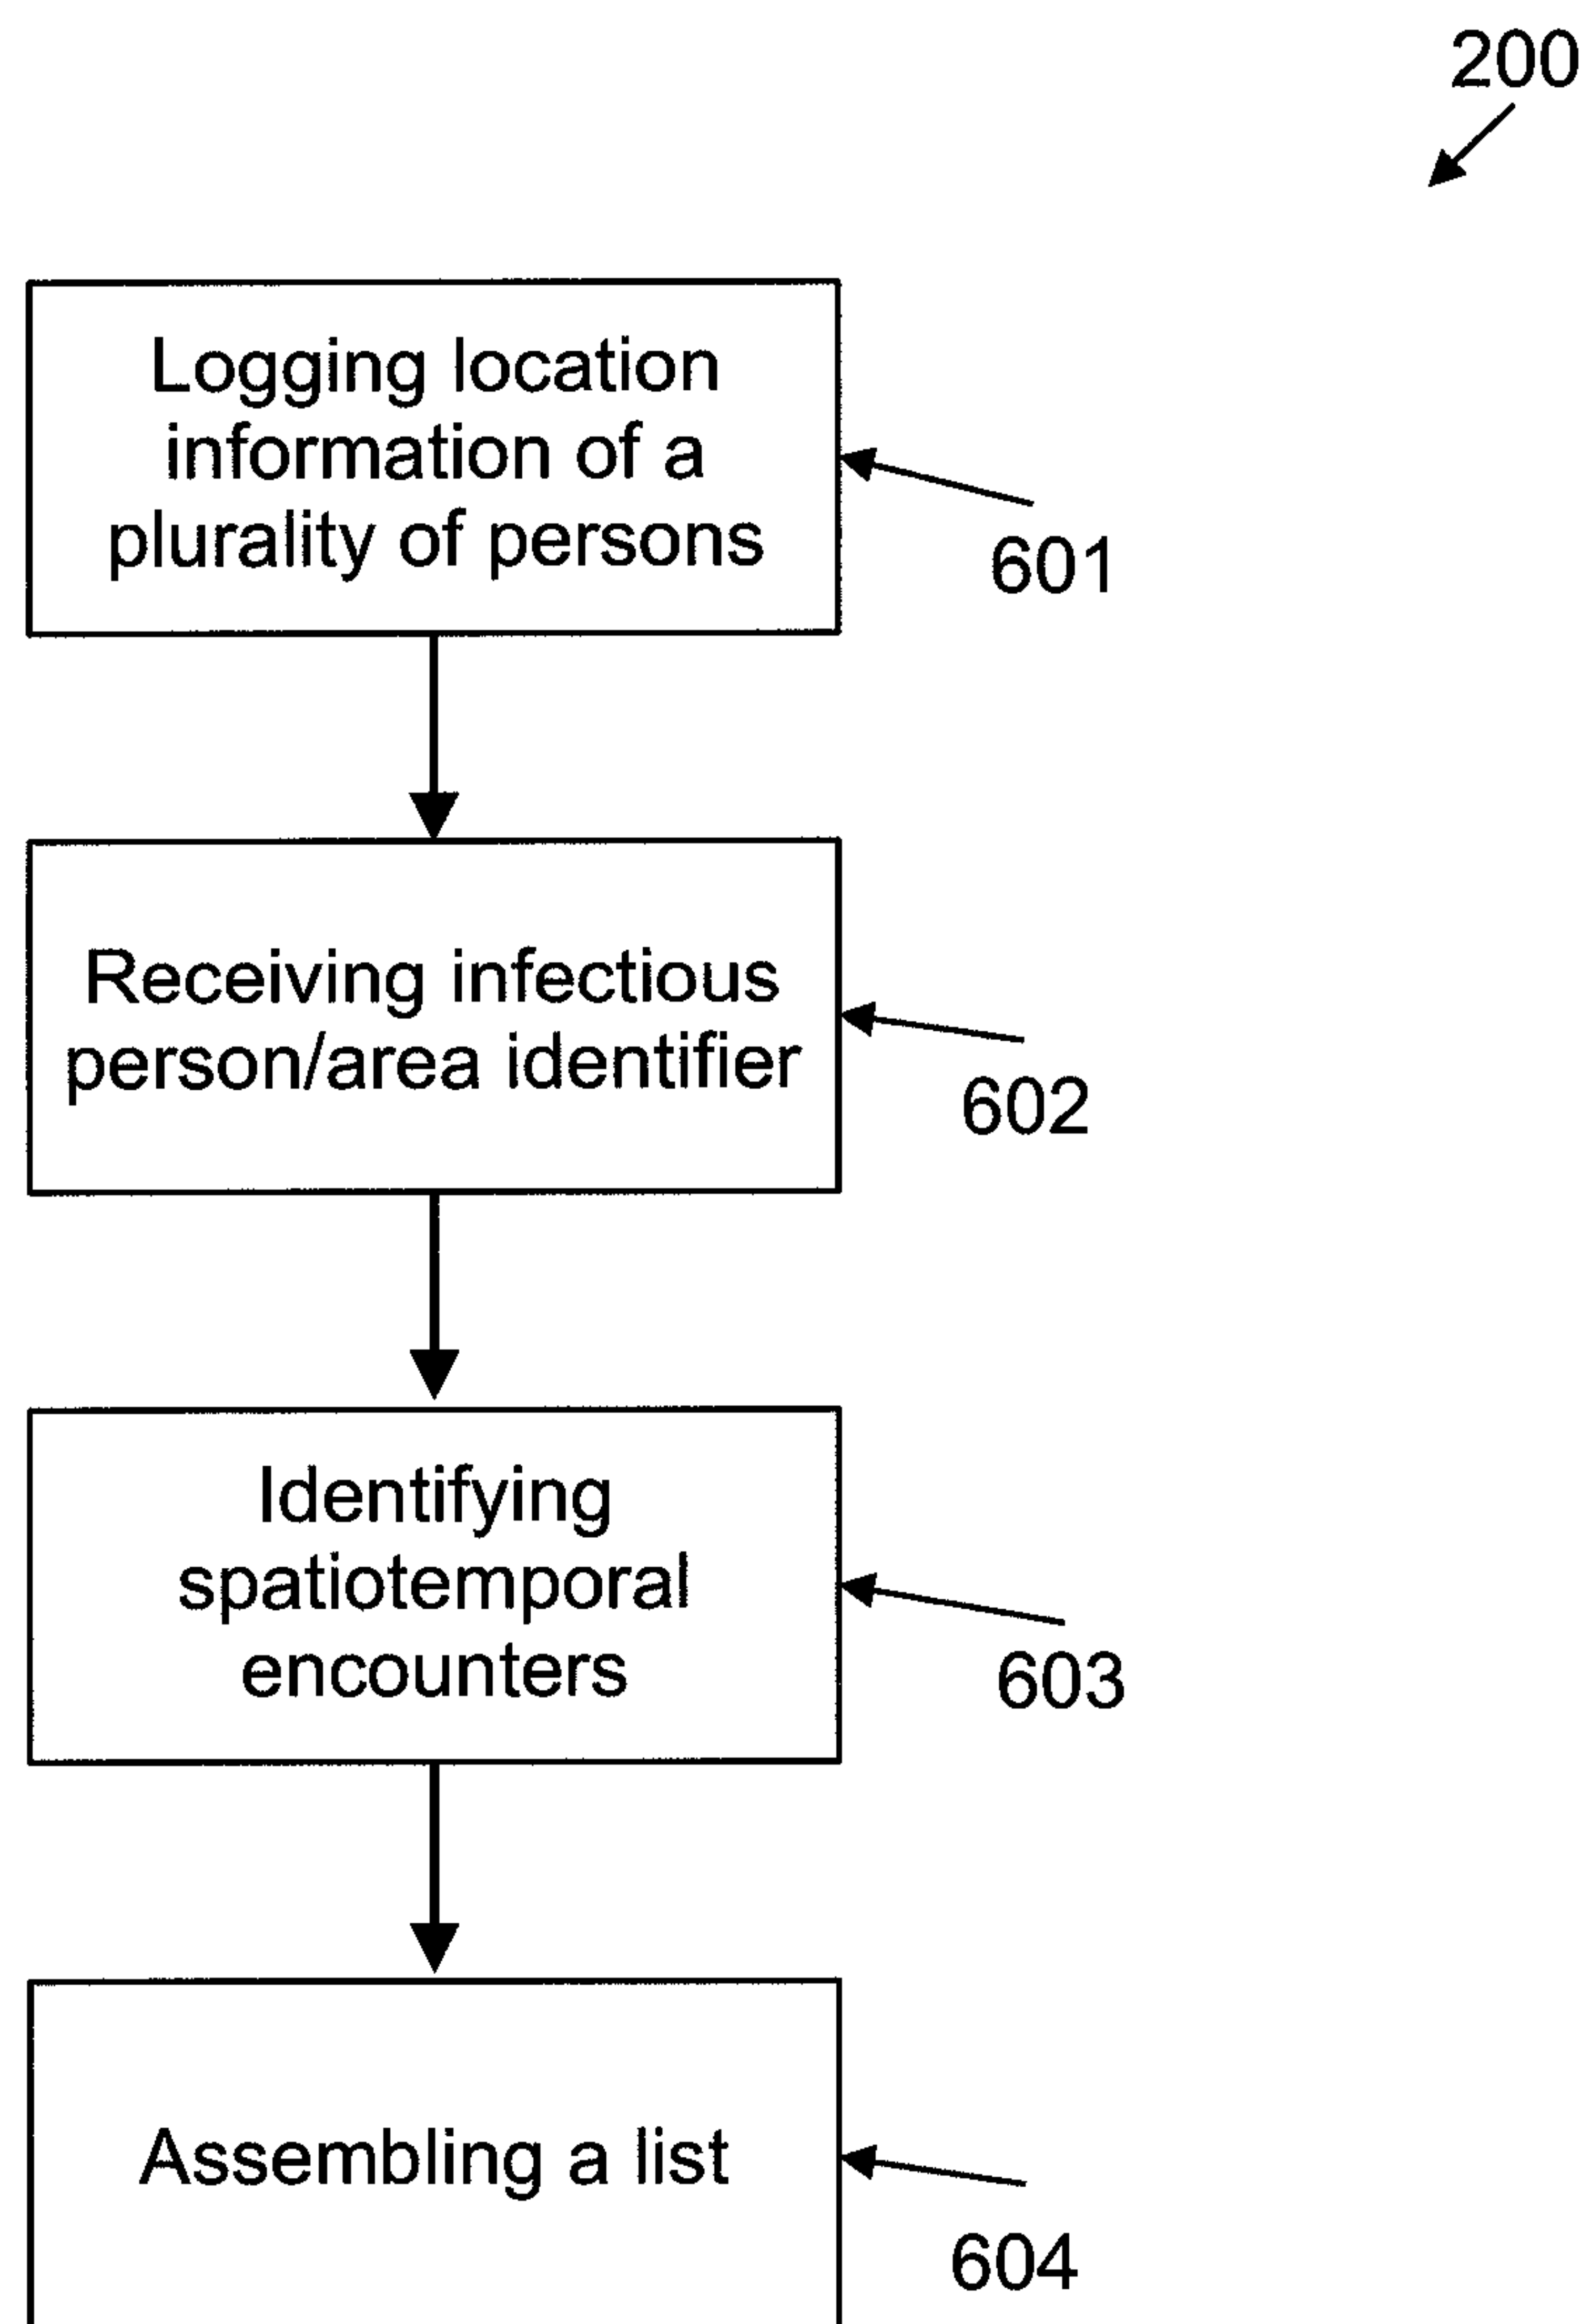 200
Logging location
information of a
plurality of persons
601
Receiving infectious
person/area identifier
602
Identifying
spatiotemporal
encounters
603
Assembling a list
604